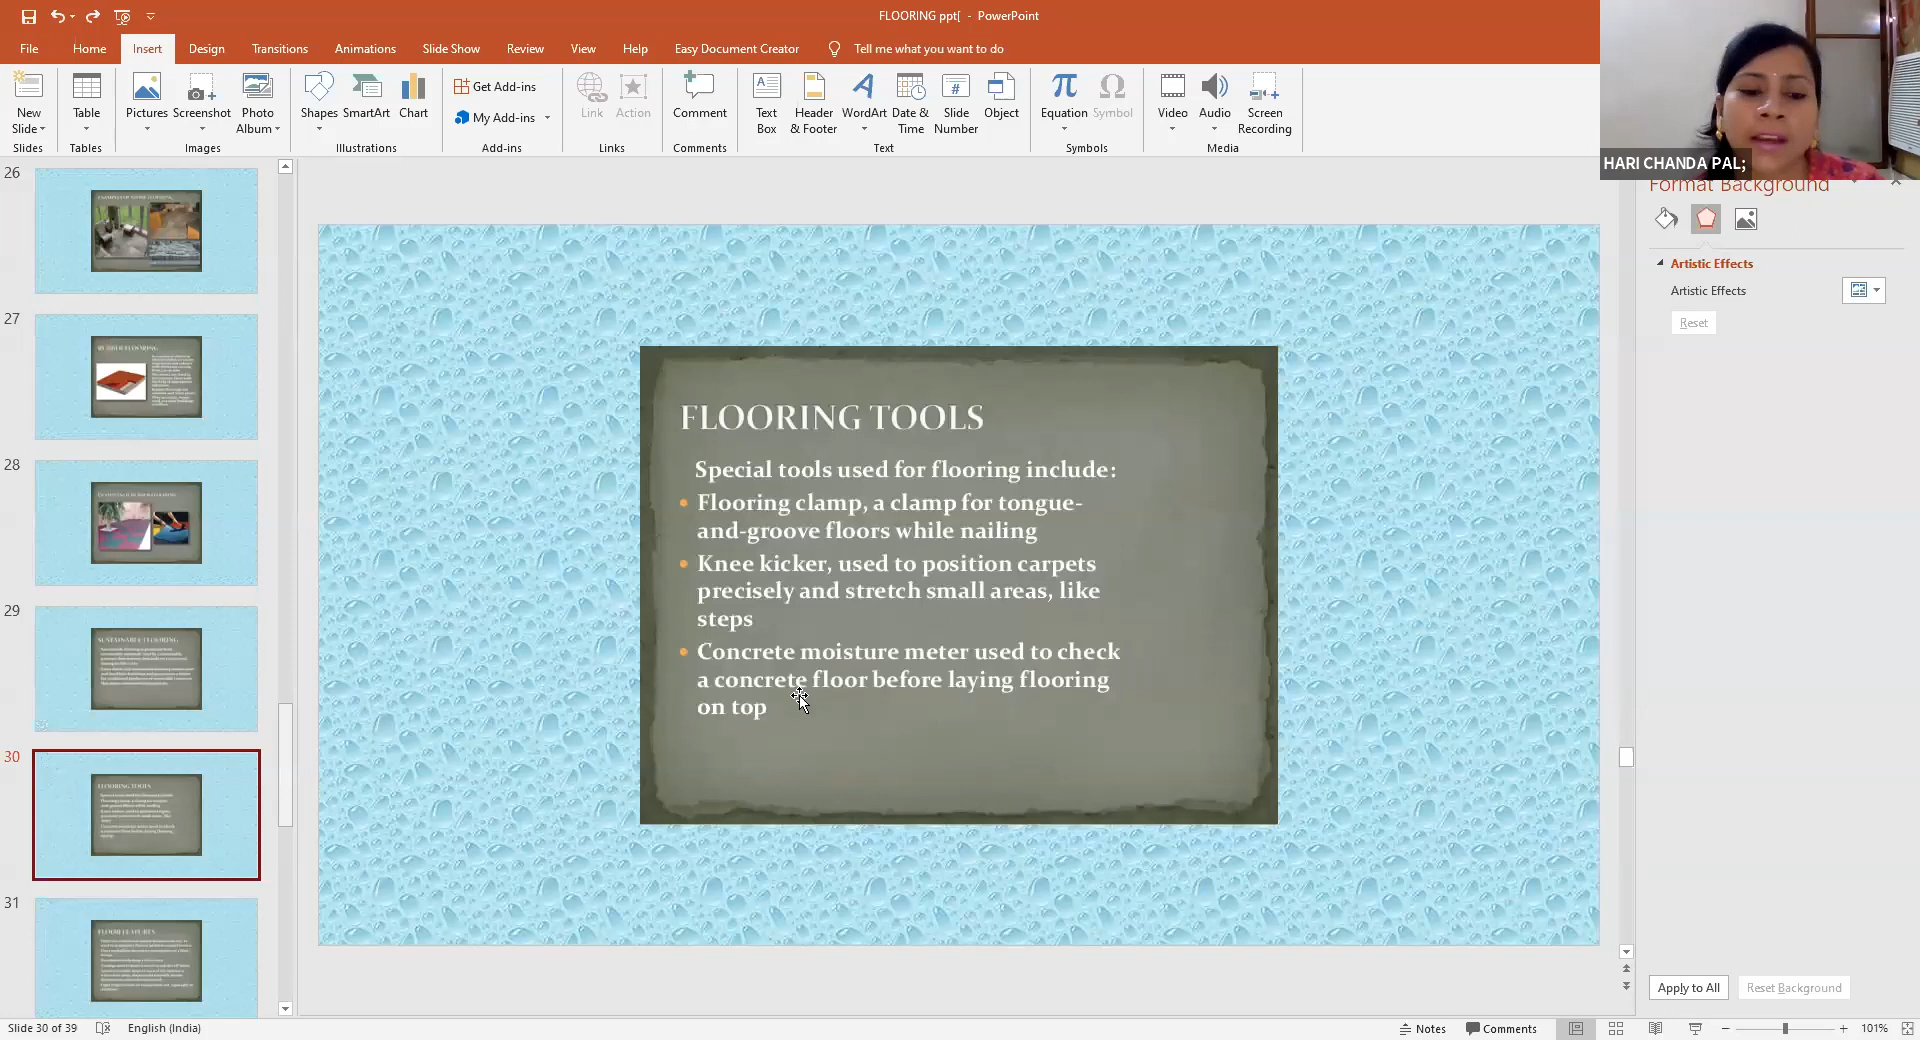 FLOORING ppt[ - PowerPoint
File Home Insert Design Transitions Animations Slide Show Review View Help Easy Document Creator Tell me what you want to do
New Slide
Table
Pictures
Screenshot
Photo Album
Shapes
SmartArt
Chart
Get Add-ins
My Add-ins
Link
Action
Comment
Text Box
Header & Footer
WordArt
Date & Time
Slide Number
Object
Equation
Symbol
Video
Audio
Screen Recording
Slides Tables Images Illustrations Add-ins Links Comments Text Symbols Media
HARI CHANDA PAL;
Format Background
Artistic Effects
Artistic Effects
Reset
26
27
28
29
SUSTAINABLE FLOORING
30
FLOORING TOOLS
31
FLOOR FEATURES
FLOORING TOOLS
Special tools used for flooring include:
• Flooring clamp, a clamp for tongue-
and-groove floors while nailing
• Knee kicker, used to position carpets
precisely and stretch small areas, like
steps
• Concrete moisture meter used to check
a concrete floor before laying flooring
on top
Apply to All Reset Background
Slide 30 of 39 English (India) Notes Comments 101%